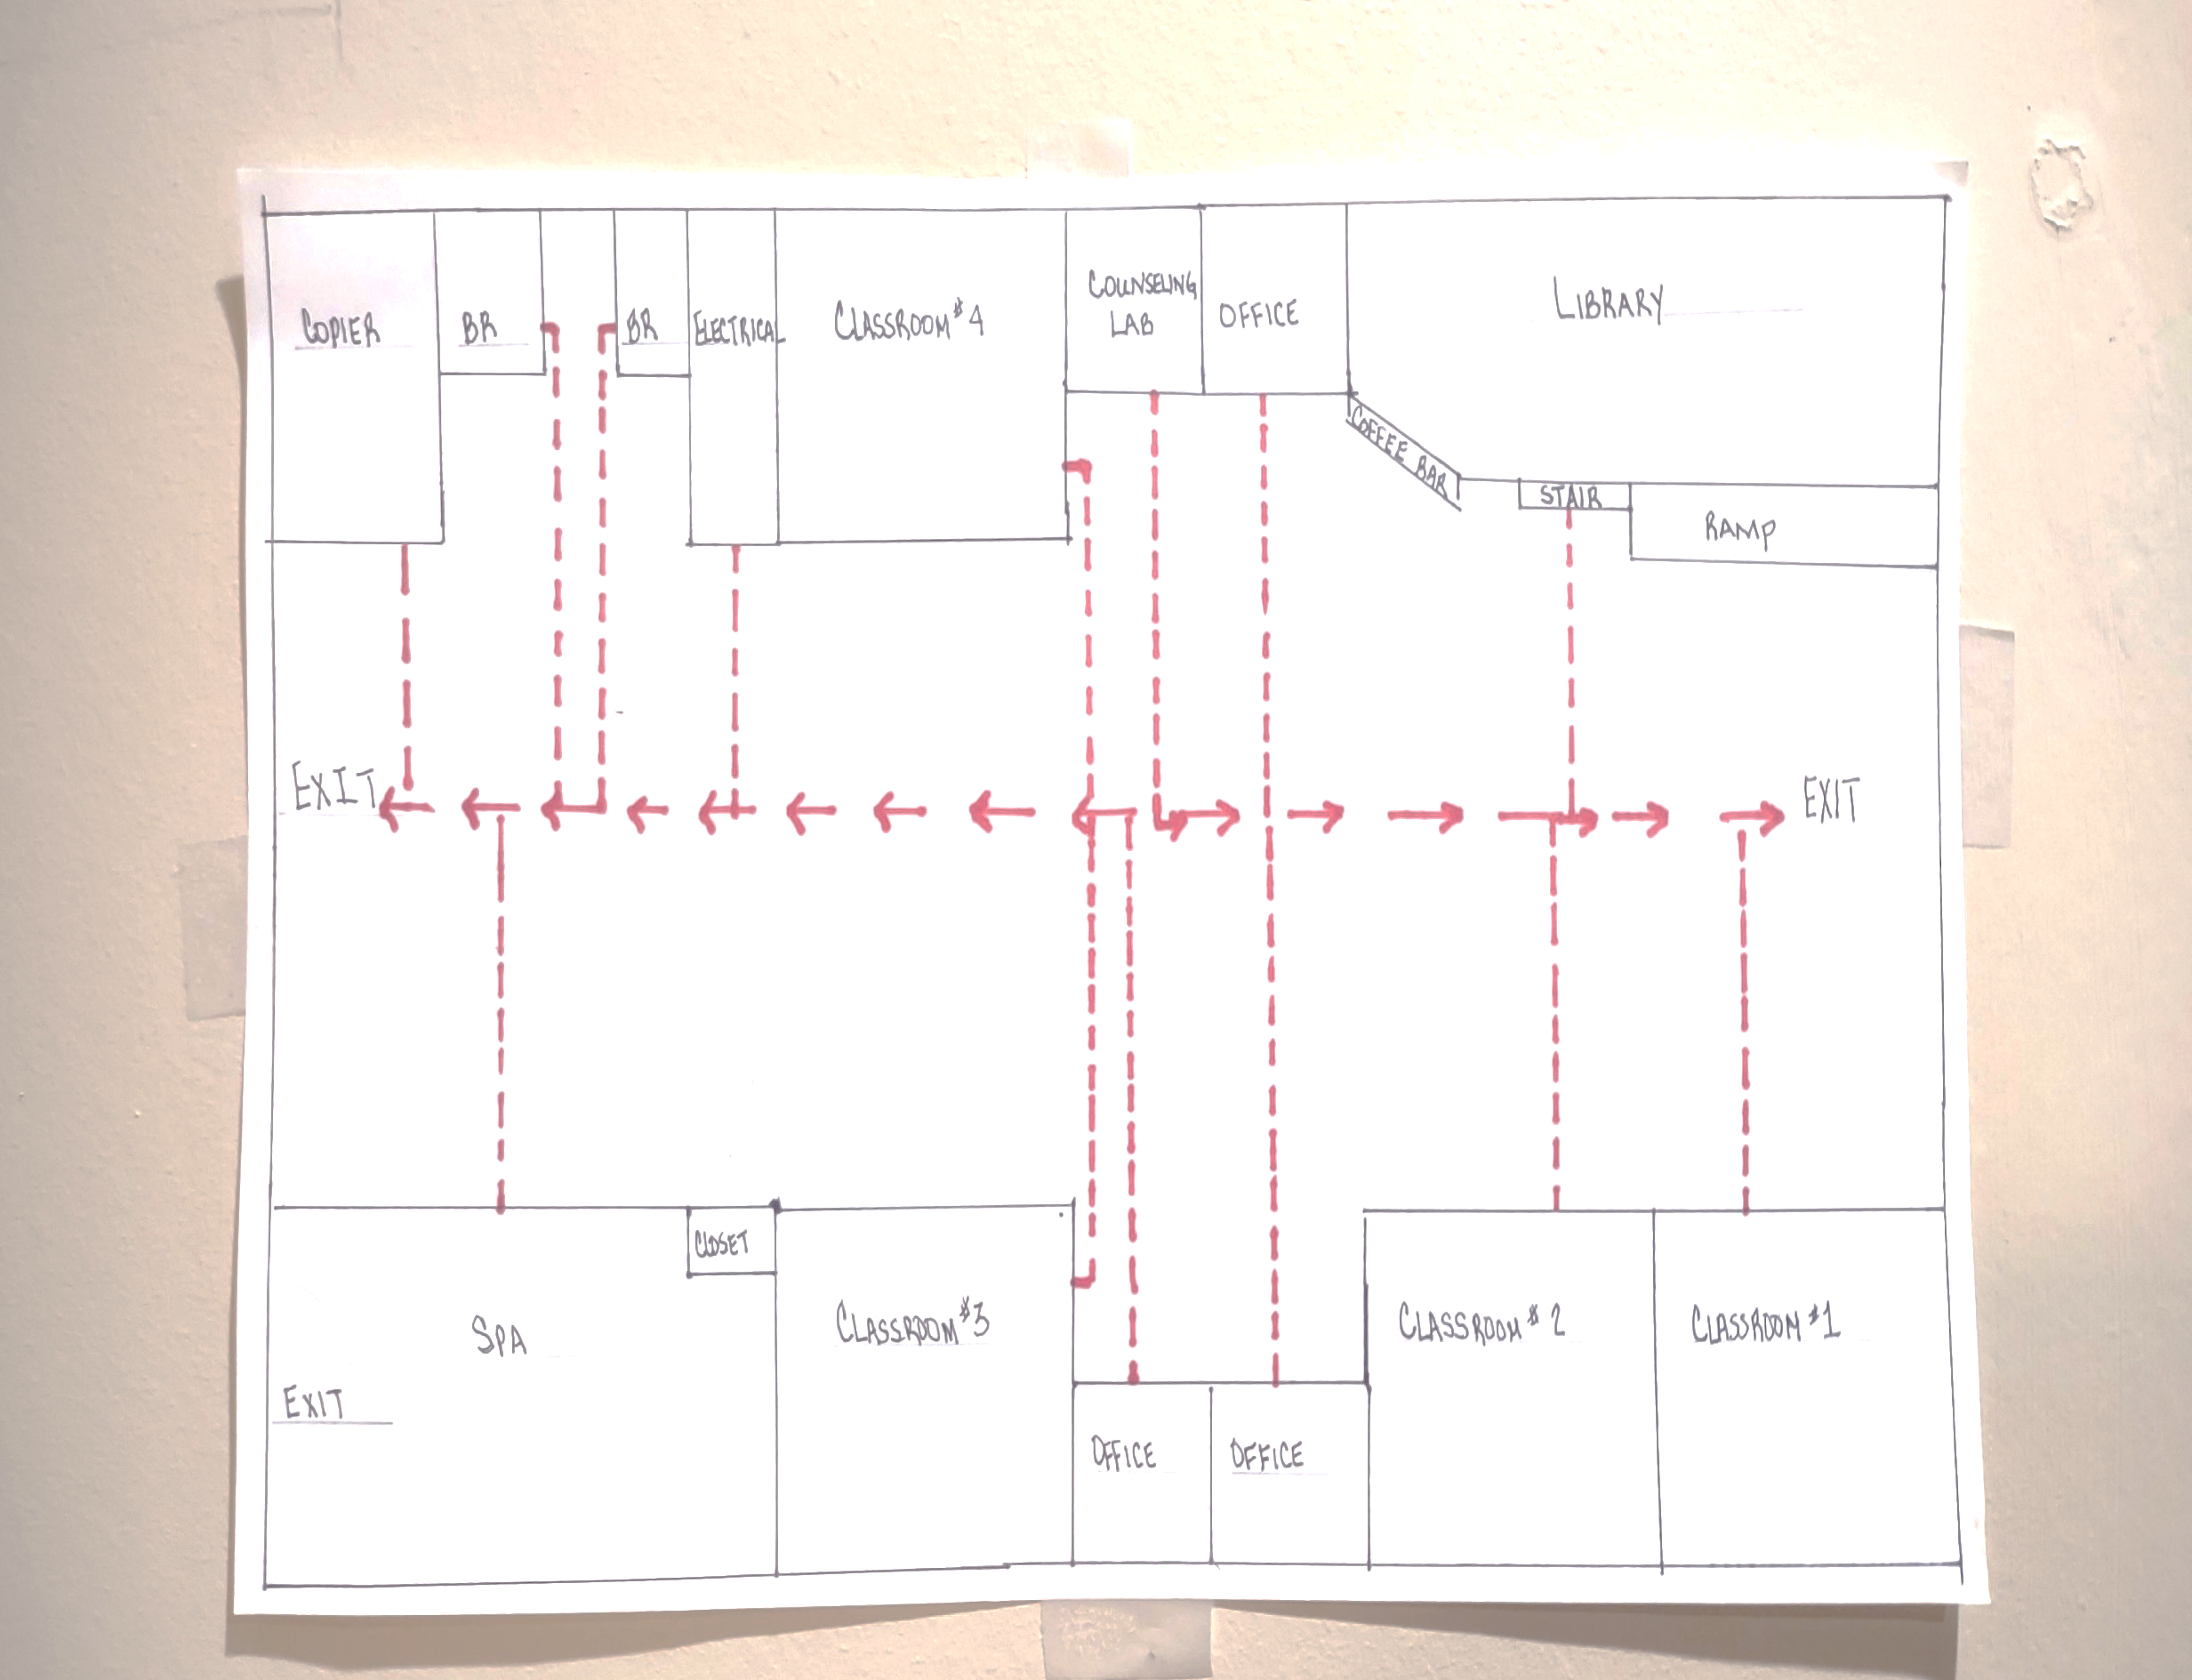 COPIER
BR
BR
ELECTRICAL
CLASSROOM #4
COUNSELING
LAB
OFFICE
LIBRARY
COFFEE BAR
STAIR
RAMP
EXIT
EXIT
CLOSET
SPA
EXIT
CLASSROOM #3
OFFICE
OFFICE
CLASSROOM # 2
CLASSROOM #1